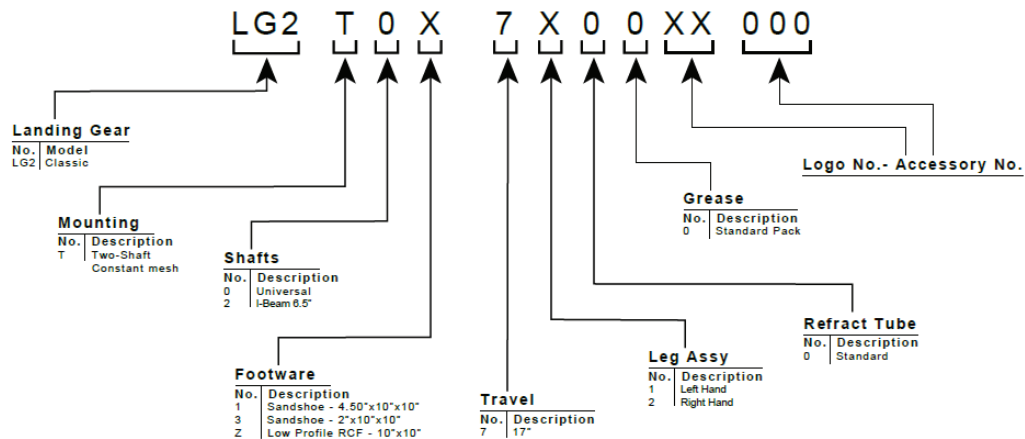 LG2 T 0 X 7 X 0 0 XX 000
Landing Gear
No. Model
LG2 Classic
Mounting
No. Description
T Two-Shaft
Constant mesh
Shafts
No. Description
0 Universal
2 I-Beam 6.5"
Footware
No. Description
1 Sandshoe - 4.50"x10"x10"
3 Sandshoe - 2"x10"x10"
Z Low Profile RCF - 10"x10")
Travel
No. Description
7 17"
Leg Assy
No. Description
1 Left Hand
2 Right Hand
Grease
No. Description
0 Standard Pack
Refract Tube
No. Description
0 Standard
Logo No.- Accessory No.